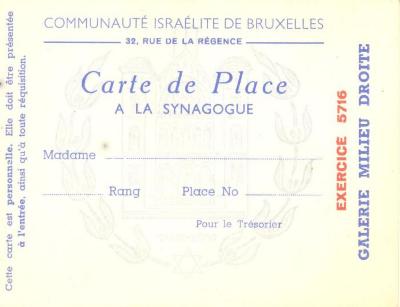 COMMUNAUTÉ ISRAÉLITE DE BRUXELLES
32, RUE DE LA RÉGENCE
Carte de Place
A LA SYNAGOGUE
Madame
Rang Place No
Pour le Trésorier
Cette carte est personnelle. Elle doit être présentée
à l'entrée, ainsi qu'à toute réquisition.
EXERCICE 5716
GALERIE MILIEU DROITE